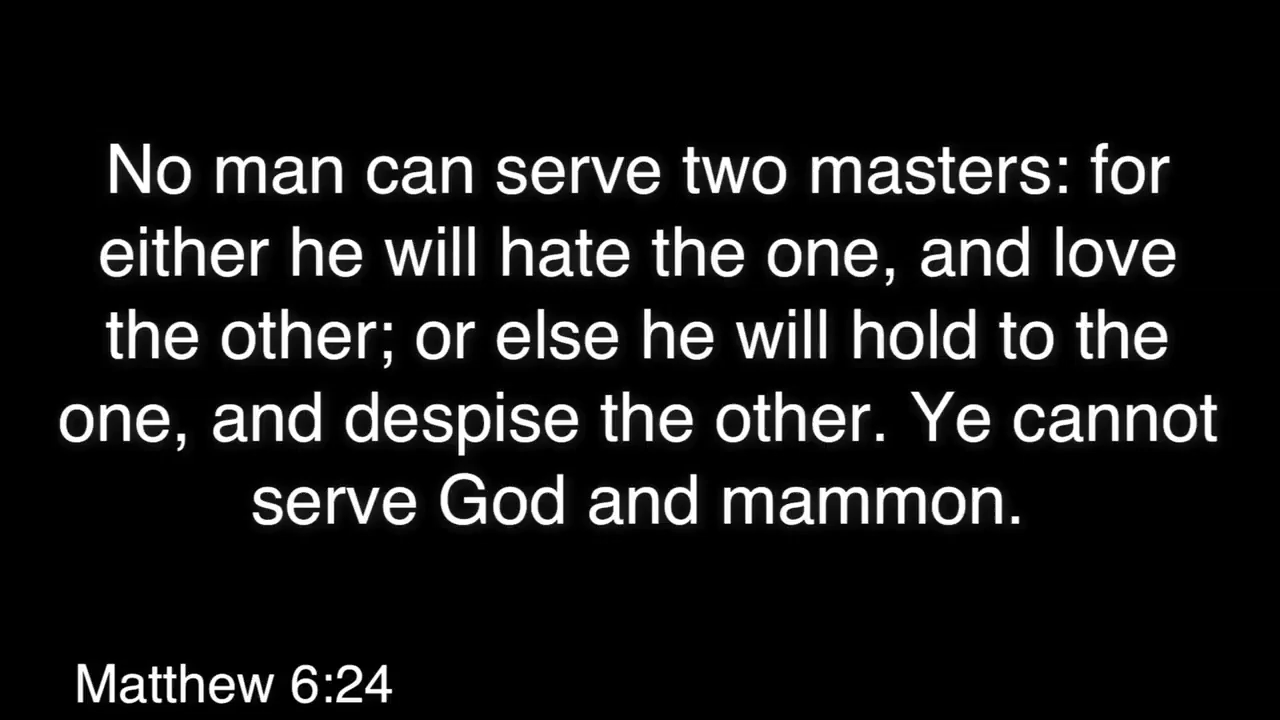 No man can serve two masters: for
either he will hate the one, and love
the other; or else he will hold to the
one, and despise the other. Ye cannot
serve God and mammon.
Matthew 6:24